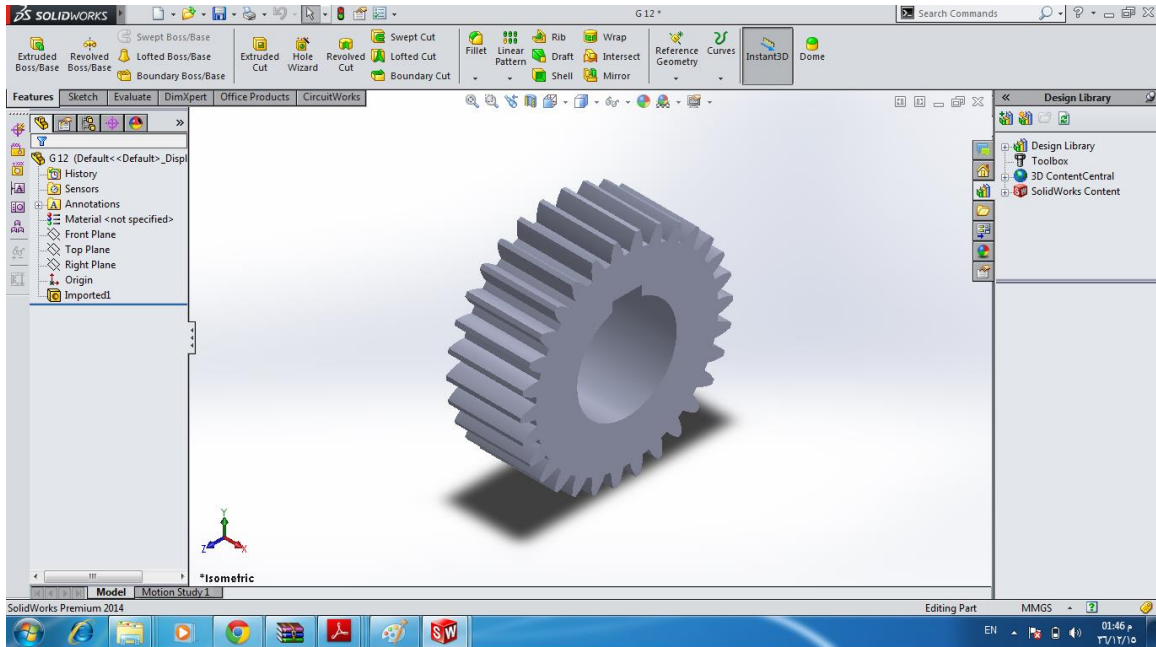 SOLIDWORKS
G 12 *
Search Commands
Extruded Boss/Base
Revolved Boss/Base
Swept Boss/Base
Lofted Boss/Base
Boundary Boss/Base
Extruded Cut
Hole Wizard
Revolved Cut
Swept Cut
Lofted Cut
Boundary Cut
Fillet
Linear Pattern
Rib
Draft
Shell
Wrap
Intersect
Mirror
Reference Geometry
Curves
Instant3D
Dome
Features Sketch Evaluate DimXpert Office Products CircuitWorks
G 12 (Default<<Default>_Displ
History
Sensors
Annotations
Material <not specified>
Front Plane
Top Plane
Right Plane
Origin
Imported1
Design Library
Design Library
Toolbox
3D ContentCentral
SolidWorks Content
Y
Z
X
*Isometric
Model Motion Study 1
SolidWorks Premium 2014
Editing Part
MMGS
EN
01:46 م